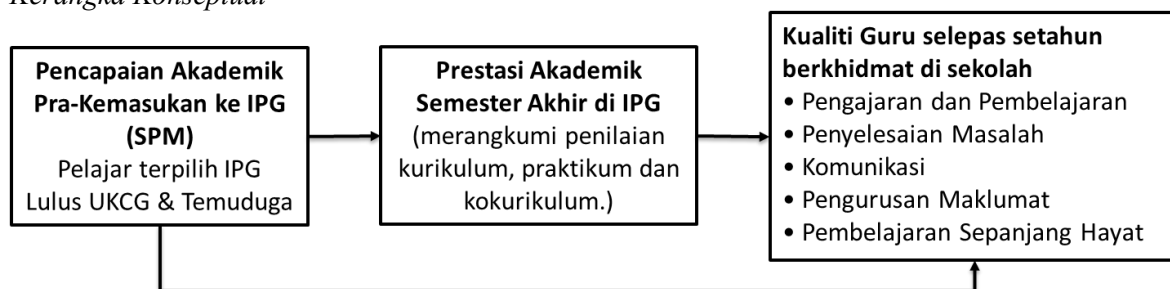 Kerangka Konseptual
Pencapaian Akademik
Pra-Kemasukan ke IPG
(SPM)
Pelajar terpilih IPG
Lulus UKCG & Temuduga
Prestasi Akademik
Semester Akhir di IPG
(merangkumi penilaian
kurikulum, praktikum dan
kokurikulum.)
Kualiti Guru selepas setahun
berkhidmat di sekolah
• Pengajaran dan Pembelajaran
• Penyelesaian Masalah
• Komunikasi
• Pengurusan Maklumat
• Pembelajaran Sepanjang Hayat